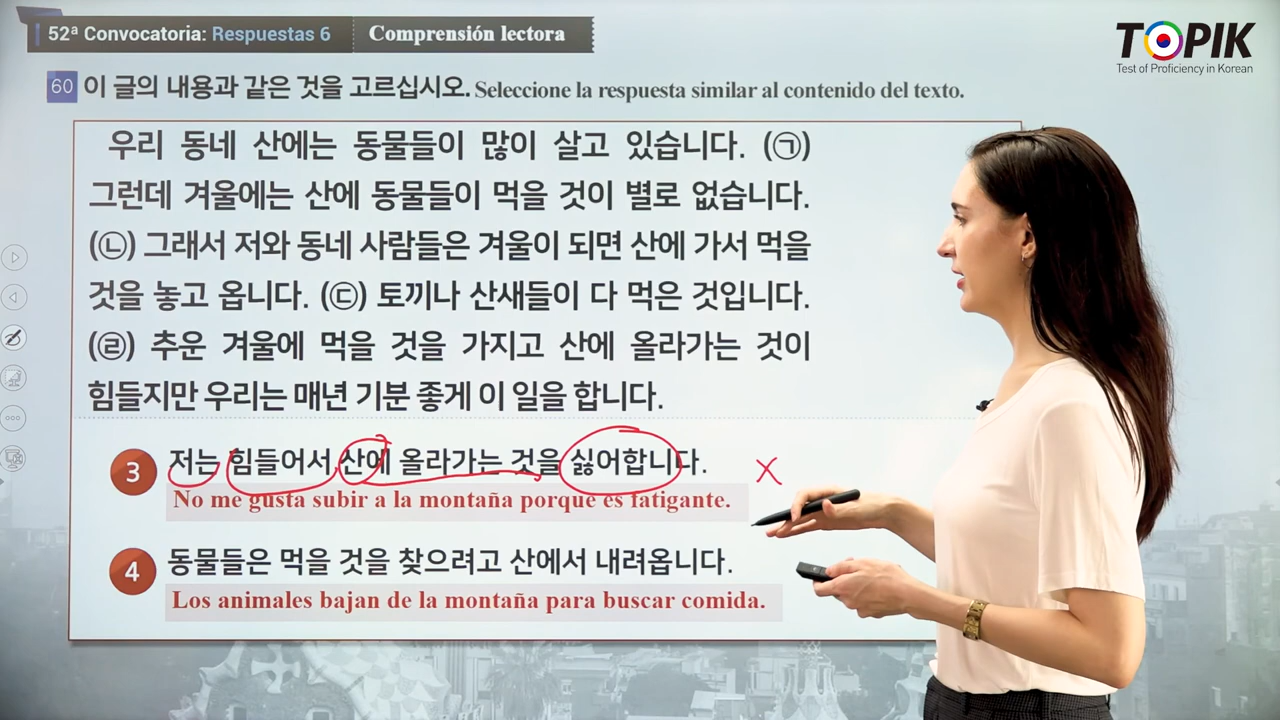 52ª Convocatoria: Respuestas 6 Comprensión lectora
TOPIK
Test of Proficiency in Korean
60 이 글의 내용과 같은 것을 고르십시오. Seleccione la respuesta similar al contenido del texto.
우리 동네 산에는 동물들이 많이 살고 있습니다. (㉠)
그런데 겨울에는 산에 동물들이 먹을 것이 별로 없습니다.
(㉡) 그래서 저와 동네 사람들은 겨울이 되면 산에 가서 먹을
것을 놓고 옵니다. (㉢) 토끼나 산새들이 다 먹은 것입니다.
(㉣) 추운 겨울에 먹을 것을 가지고 산에 올라가는 것이
힘들지만 우리는 매년 기분 좋게 이 일을 합니다.
3 저는 힘들어서 산에 올라가는 것을 싫어합니다. X
No me gusta subir a la montaña porque es fatigante.
4 동물들은 먹을 것을 찾으려고 산에서 내려옵니다.
Los animales bajan de la montaña para buscar comida.